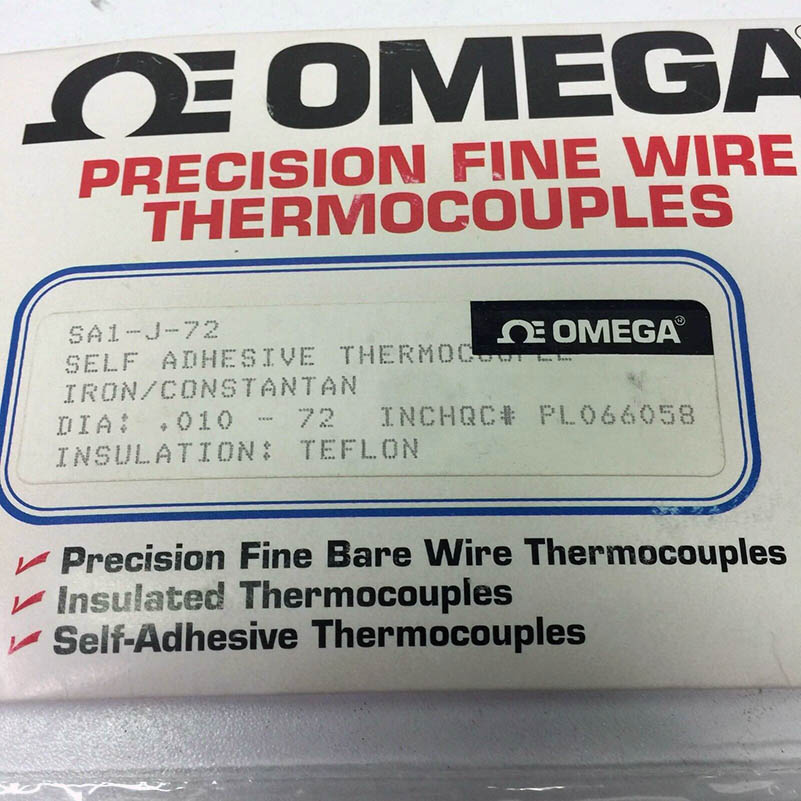 OMEGA
PRECISION FINE WIRE
THERMOCOUPLES
SA1-J-72
OMEGA®
SELF ADHESIVE THERMOCOUPLE
IRON/CONSTANTAN
DIA: .010 - 72 INCHQC# PL066058
INSULATION: TEFLON
Precision Fine Bare Wire Thermocouples
Insulated Thermocouples
Self-Adhesive Thermocouples